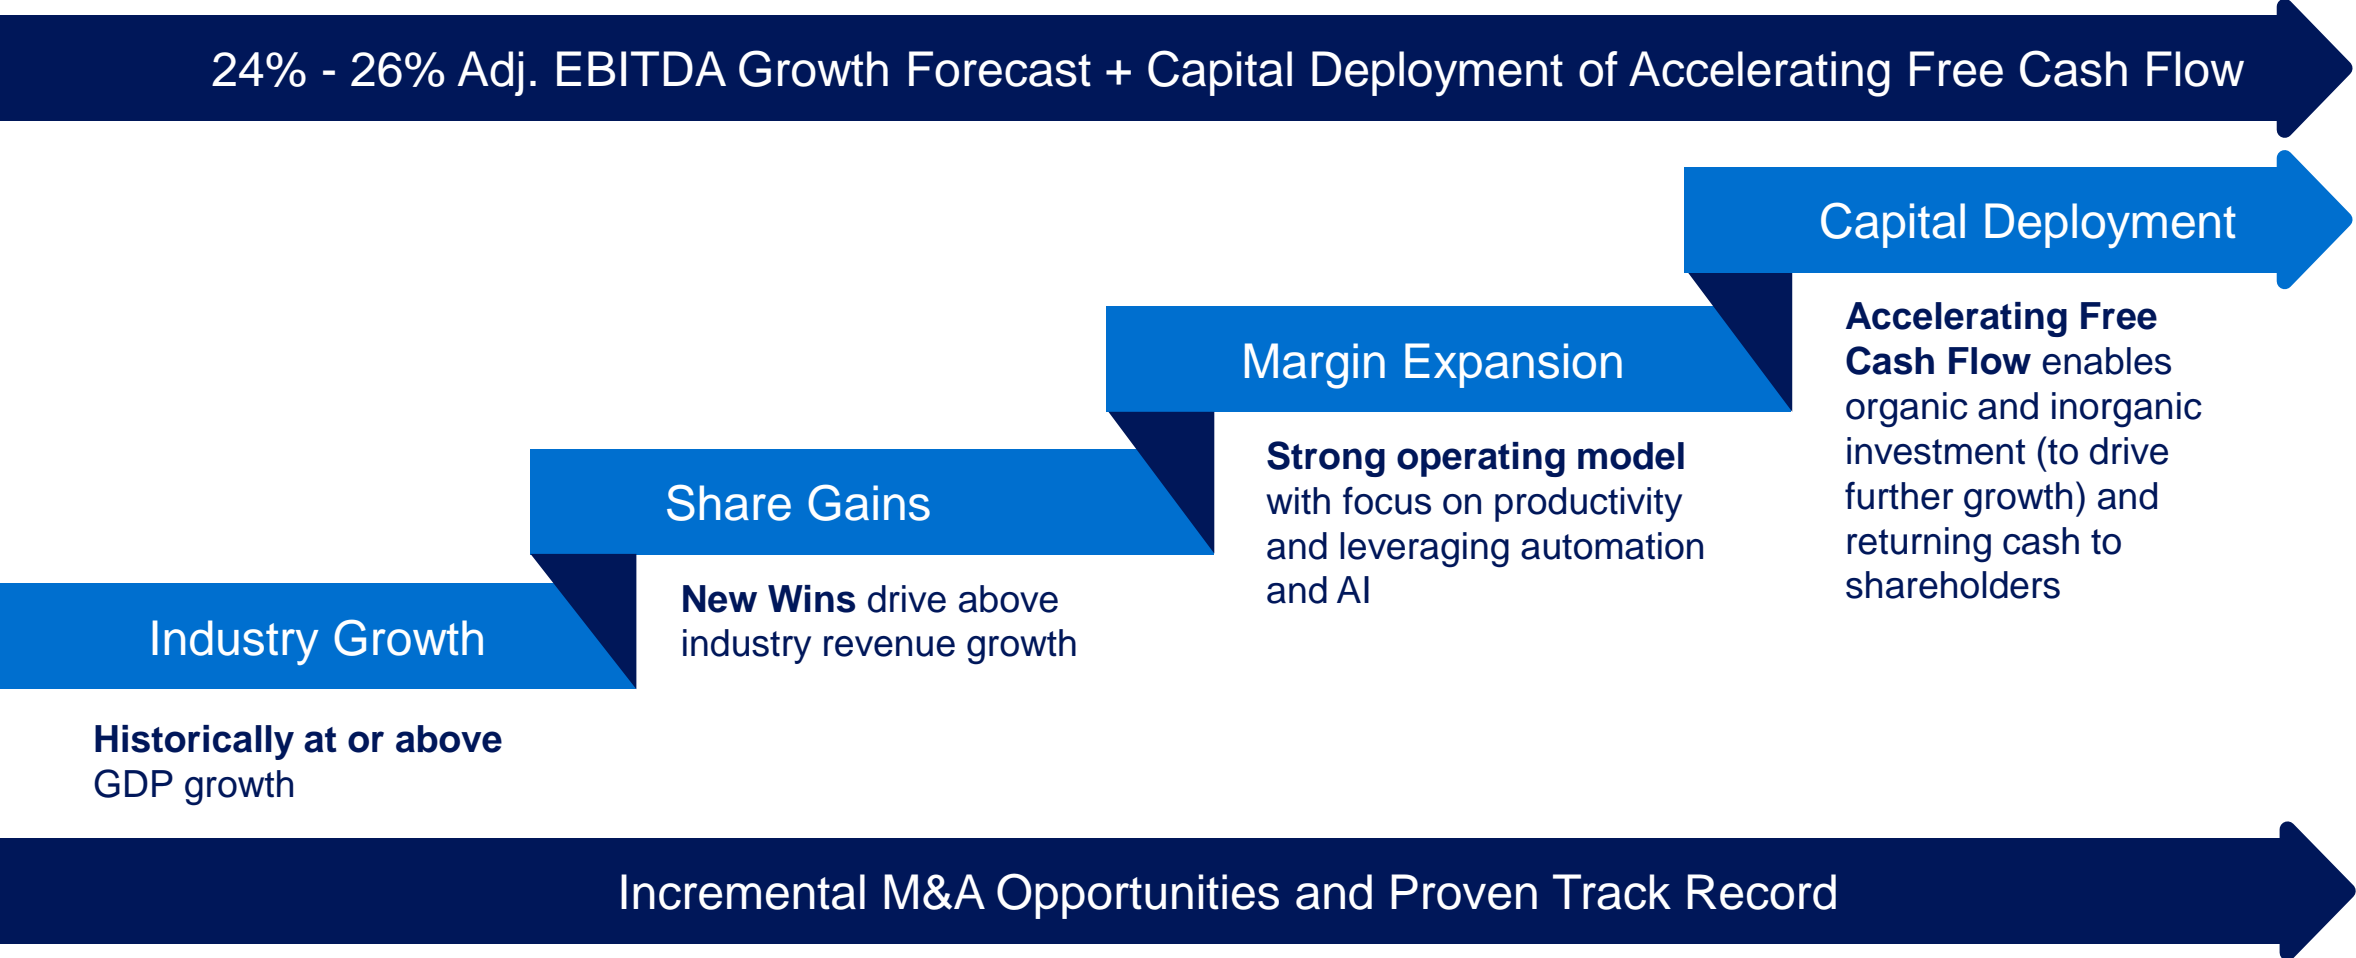 24% - 26% Adj. EBITDA Growth Forecast + Capital Deployment of Accelerating Free Cash Flow
Capital Deployment
Accelerating Free
Cash Flow enables
organic and inorganic
investment (to drive
further growth) and
returning cash to
shareholders
Margin Expansion
Strong operating model
with focus on productivity
and leveraging automation
and AI
Share Gains
New Wins drive above
industry revenue growth
Industry Growth
Historically at or above
GDP growth
Incremental M&A Opportunities and Proven Track Record